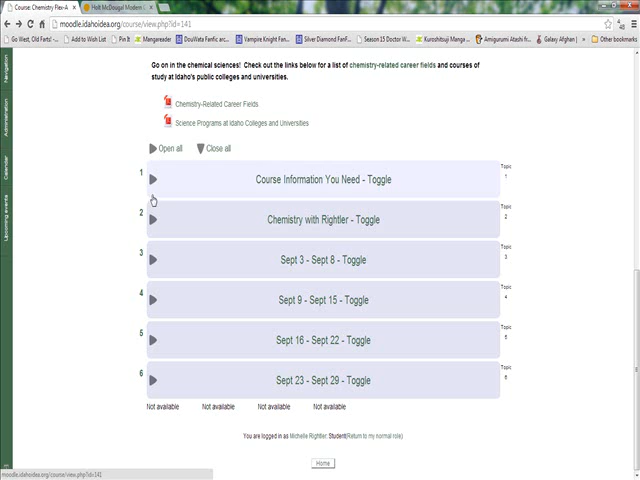 Course: Chemistry Flex-A
Holt McDougal Modern C
moodle.idahoidea.org/course/view.php?id=141
Go West, Old Farts! -...
Add to Wish List
Pin It
Mangareader
DouWata Fanfic Arc...
Vampire Knight Fan...
Silver Diamond FanF...
Season 15 Doctor W...
Kuroshitsuji Manga ...
Amigurumi Atashi fr...
Galaxy Afghan |
Other bookmarks
Navigation
Administration
Calendar
Upcoming events
Go on in the chemical sciences! Check out the links below for a list of chemistry-related career fields and courses of
study at Idaho's public colleges and universities.
Chemistry-Related Career Fields
Science Programs at Idaho Colleges and Universities
Open all Close all
1 Course Information You Need - Toggle Topic 1
2 Chemistry with Rightler - Toggle Topic 2
3 Sept 3 - Sept 8 - Toggle Topic 3
4 Sept 9 - Sept 15 - Toggle Topic 4
5 Sept 16 - Sept 22 - Toggle Topic 5
6 Sept 23 - Sept 29 - Toggle Topic 6
Not available Not available Not available Not available
You are logged in as Michelle Rightler: Student(Return to my normal role)
Home
moodle.idahoidea.org/course/view.php?id=141